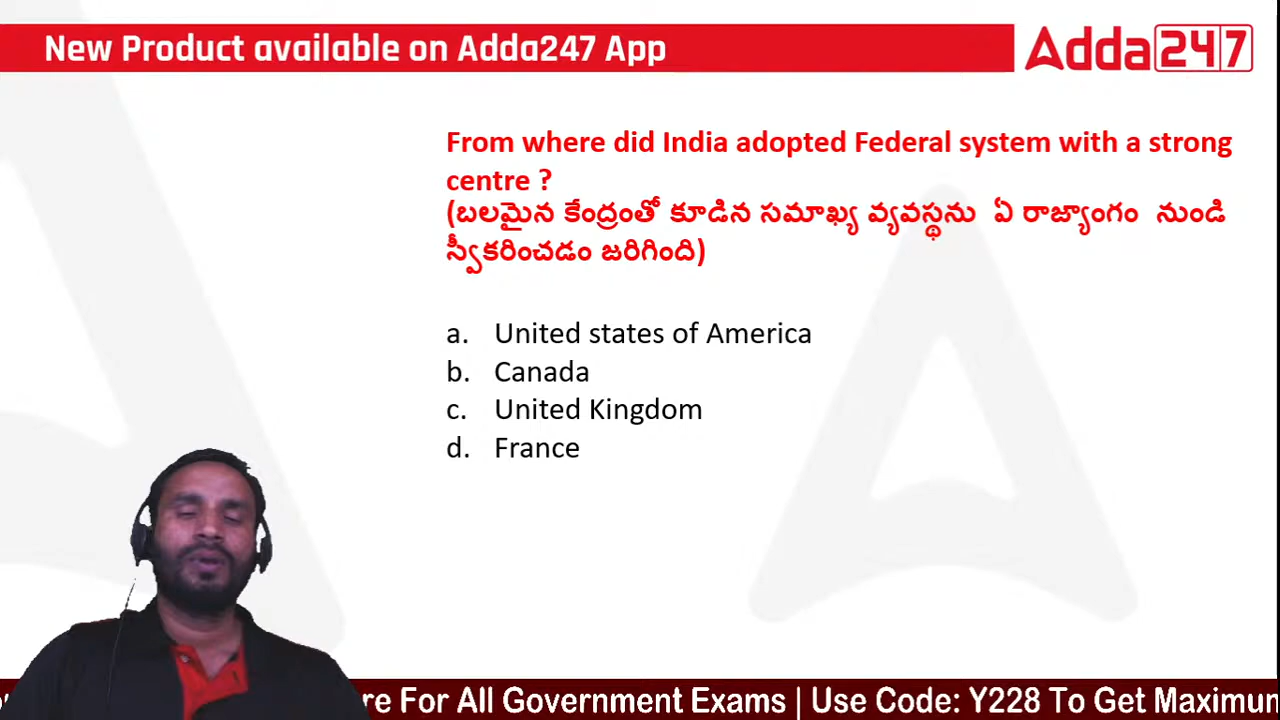 New Product available on Adda247 App
Adda247
From where did India adopted Federal system with a strong
centre ?
(బలమైన కేంద్రంతో కూడిన సమాఖ్య వ్యవస్థను ఏ రాజ్యాంగం నుండి
స్వీకరించడం జరిగింది)
a. United states of America
b. Canada
c. United Kingdom
d. France
re For All Government Exams | Use Code: Y228 To Get Maximun